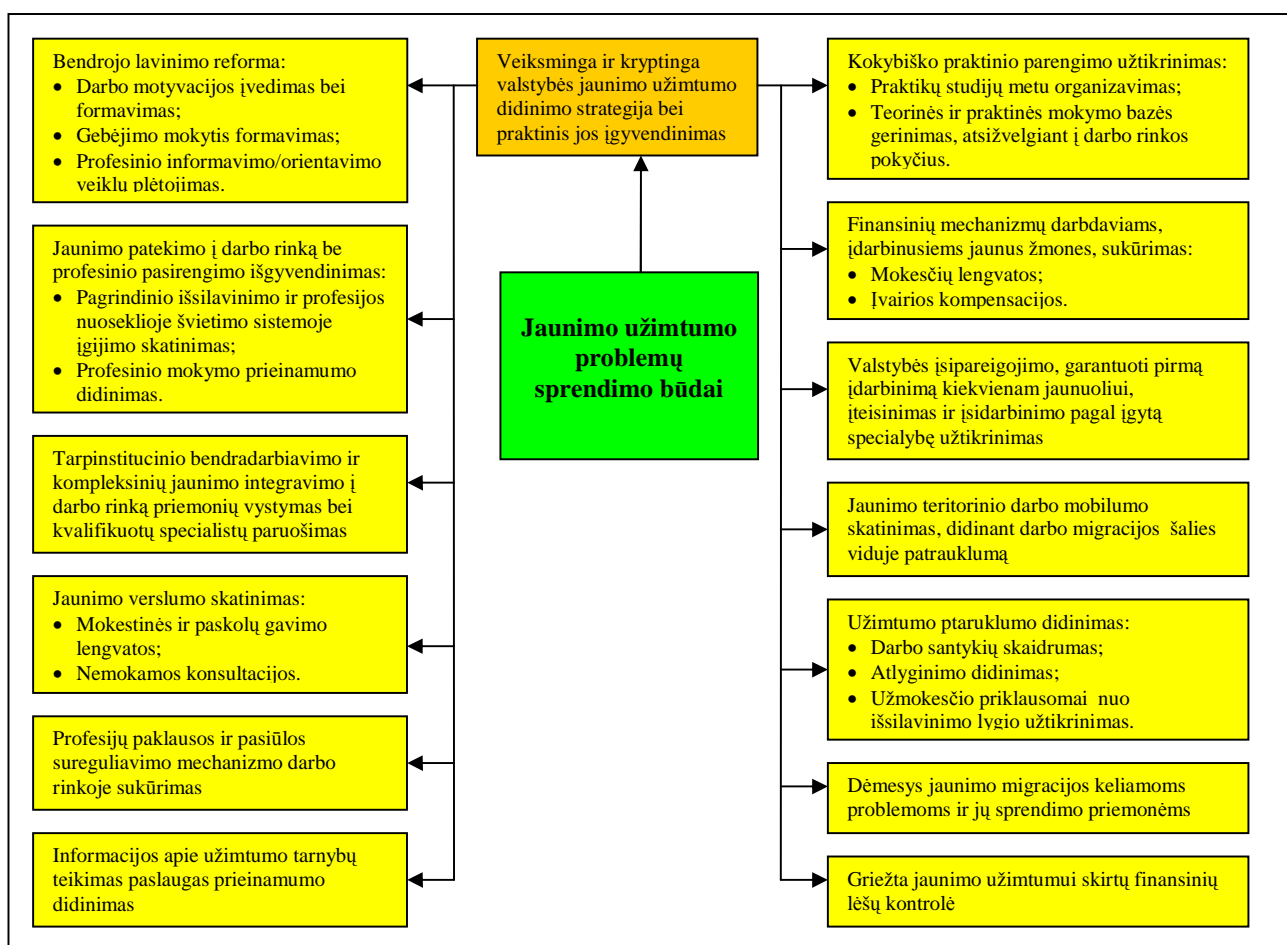 Bendrojo lavinimo reforma:
• Darbo motyvacijos įvedimas bei
formavimas;
• Gebėjimo mokytis formavimas;
• Profesinio informavimo/orientavimo
veiklų plėtojimas.
Jaunimo patekimo į darbo rinką be
profesinio pasirengimo išgyvendinimas:
• Pagrindinio išsilavinimo ir profesijos
nuoseklioje švietimo sistemoje
įgijimo skatinimas;
• Profesinio mokymo prieinamumo
didinimas.
Tarpinstitucinio bendradarbiavimo ir
kompleksinių jaunimo integravimo į
darbo rinką priemonių vystymas bei
kvalifikuotų specialistų paruošimas
Jaunimo verslumo skatinimas:
• Mokestinės ir paskolų gavimo
lengvatos;
• Nemokamos konsultacijos.
Profesijų paklausos ir pasiūlos
sureguliavimo mechanizmo darbo
rinkoje sukūrimas
Informacijos apie užimtumo tarnybų
teikimas paslaugas prieinamumo
didinimas
Veiksminga ir kryptinga
valstybės jaunimo užimtumo
didinimo strategija bei
praktinis jos įgyvendinimas
Jaunimo užimtumo
problemų
sprendimo būdai
Kokybiško praktinio parengimo užtikrinimas:
• Praktikų studijų metu organizavimas;
• Teorinės ir praktinės mokymo bazės
gerinimas, atsižvelgiant į darbo rinkos
pokyčius.
Finansinių mechanizmų darbdaviams,
įdarbinusiems jaunus žmones, sukūrimas:
• Mokesčių lengvatos;
• Įvairios kompensacijos.
Valstybės įsipareigojimo, garantuoti pirmą
įdarbinimą kiekvienam jaunuoliui,
įteisinimas ir įsidarbinimo pagal įgytą
specialybę užtikrinimas
Jaunimo teritorinio darbo mobilumo
skatinimas, didinant darbo migracijos šalies
viduje patrauklumą
Užimtumo ptaruklumo didinimas:
• Darbo santykių skaidrumas;
• Atlyginimo didinimas;
• Užmokesčio priklausomai nuo
išsilavinimo lygio užtikrinimas.
Dėmesys jaunimo migracijos keliamoms
problemoms ir jų sprendimo priemonėms
Griežta jaunimo užimtumui skirtų finansinių
lėšų kontrolė